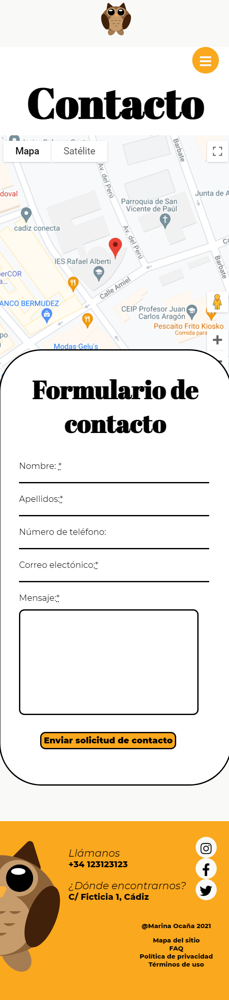 Contacto
Mapa
Satélite
Barbate
Av. del Perú
doval
Junta de A
Parroquia de San
Vicente de Paúl
cadiz conecta
Av. del Perú
IES Rafael Alberti
Barbate
perCOR
a...
Calle Amiel
ANCO BERMUDEZ
CEIP Profesor Juan
Carlos Aragón
Pescaito Frito Kiosko
Comida para
po
Modas Gelu's
Formulario de
contacto
Nombre: *
Apellidos:*
Número de teléfono:
Correo electónico:*
Mensaje:*
Enviar solicitud de contacto
Llámanos
+34 123123123
¿Dónde encontrarnos?
C/ Ficticia 1, Cádiz
@Marina Ocaña 2021
Mapa del sitio
FAQ
Política de privacidad
Términos de uso